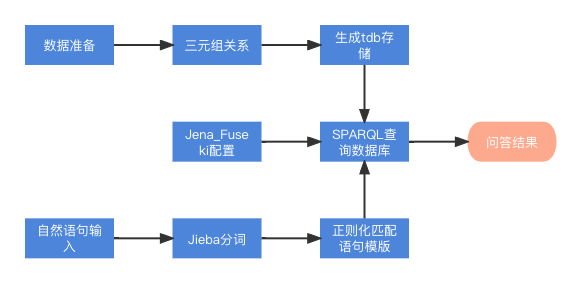 数据准备
三元组关系
生成tdb存
储
Jena_Fuse
ki配置
SPARQL查
询数据库
问答结果
自然语句输
入
Jieba分词
正则化匹配
语句模版